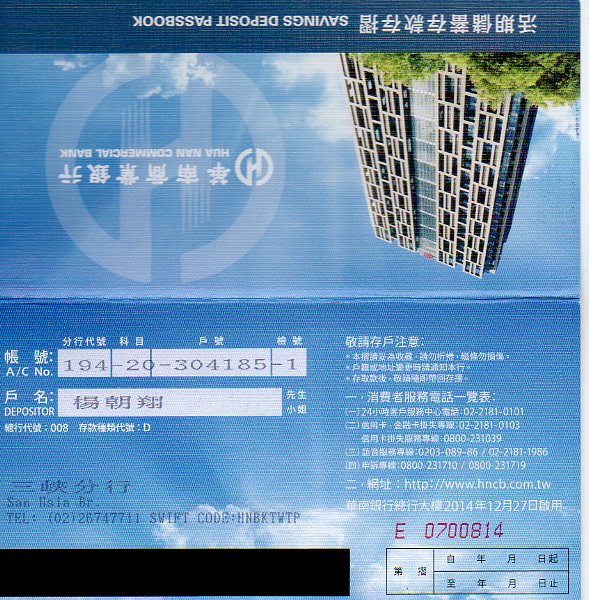 活期儲蓄存款存摺 SAVINGS DEPOSIT PASSBOOK
華南商業銀行
HUA NAN COMMERCIAL BANK
分行代號 科目 戶號 檢號
帳號: A/C No. 194-20-304185-1
戶名: DEPOSITOR 楊朝翔 先生 小姐
總行代號:008 存款種類代號:D
三峽分行
San Hsia Br
TEL: (02)26747711 SWIFT CODE:HNBKTWTP
敬請存戶注意:
*本摺請妥為收藏,請勿折捲,磁條勿損傷。
*戶籍或地址變更時請通知本行。
*存取款後,敬請隨即帶回存摺。
一、消費者服務電話一覽表:
(一)24小時客戶服務中心電話:02-2181-0101
(二)信用卡、金融卡掛失專線:02-2181-0103
信用卡掛失服務專線:0800-231039
(三)語音服務專線:0203-089-86 / 02-2181-1986
(四)申訴專線:0800-231710 / 0800-231719
二、網址:http://www.hncb.com.tw
華南銀行總行大樓2014年12月27日啟用
E 0700814
第 摺
自 年 月 日起
至 年 月 日止